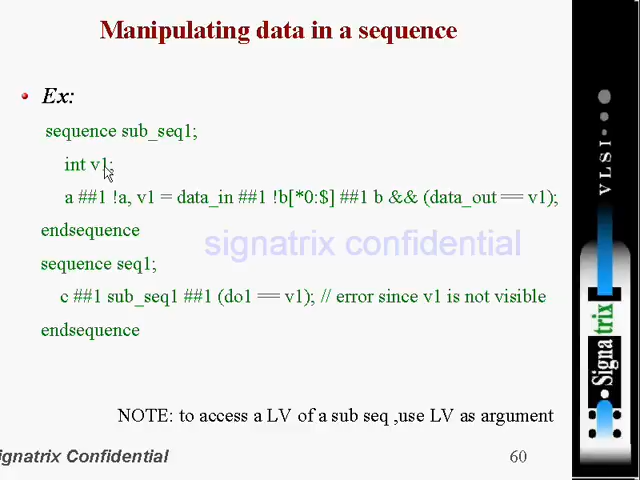 Manipulating data in a sequence
Ex:
sequence sub_seq1;
int v1;
a ##1 !a, v1 = data_in ##1 !b[*0:$] ##1 b && (data_out == v1);
endsequence
signatrix confidential
sequence seq1;
c ##1 sub_seq1 ##1 (do1 == v1); // error since v1 is not visible
endsequence
NOTE: to access a LV of a sub seq ,use LV as argument
ignatrix Confidential
60
VLSI
Signatrix